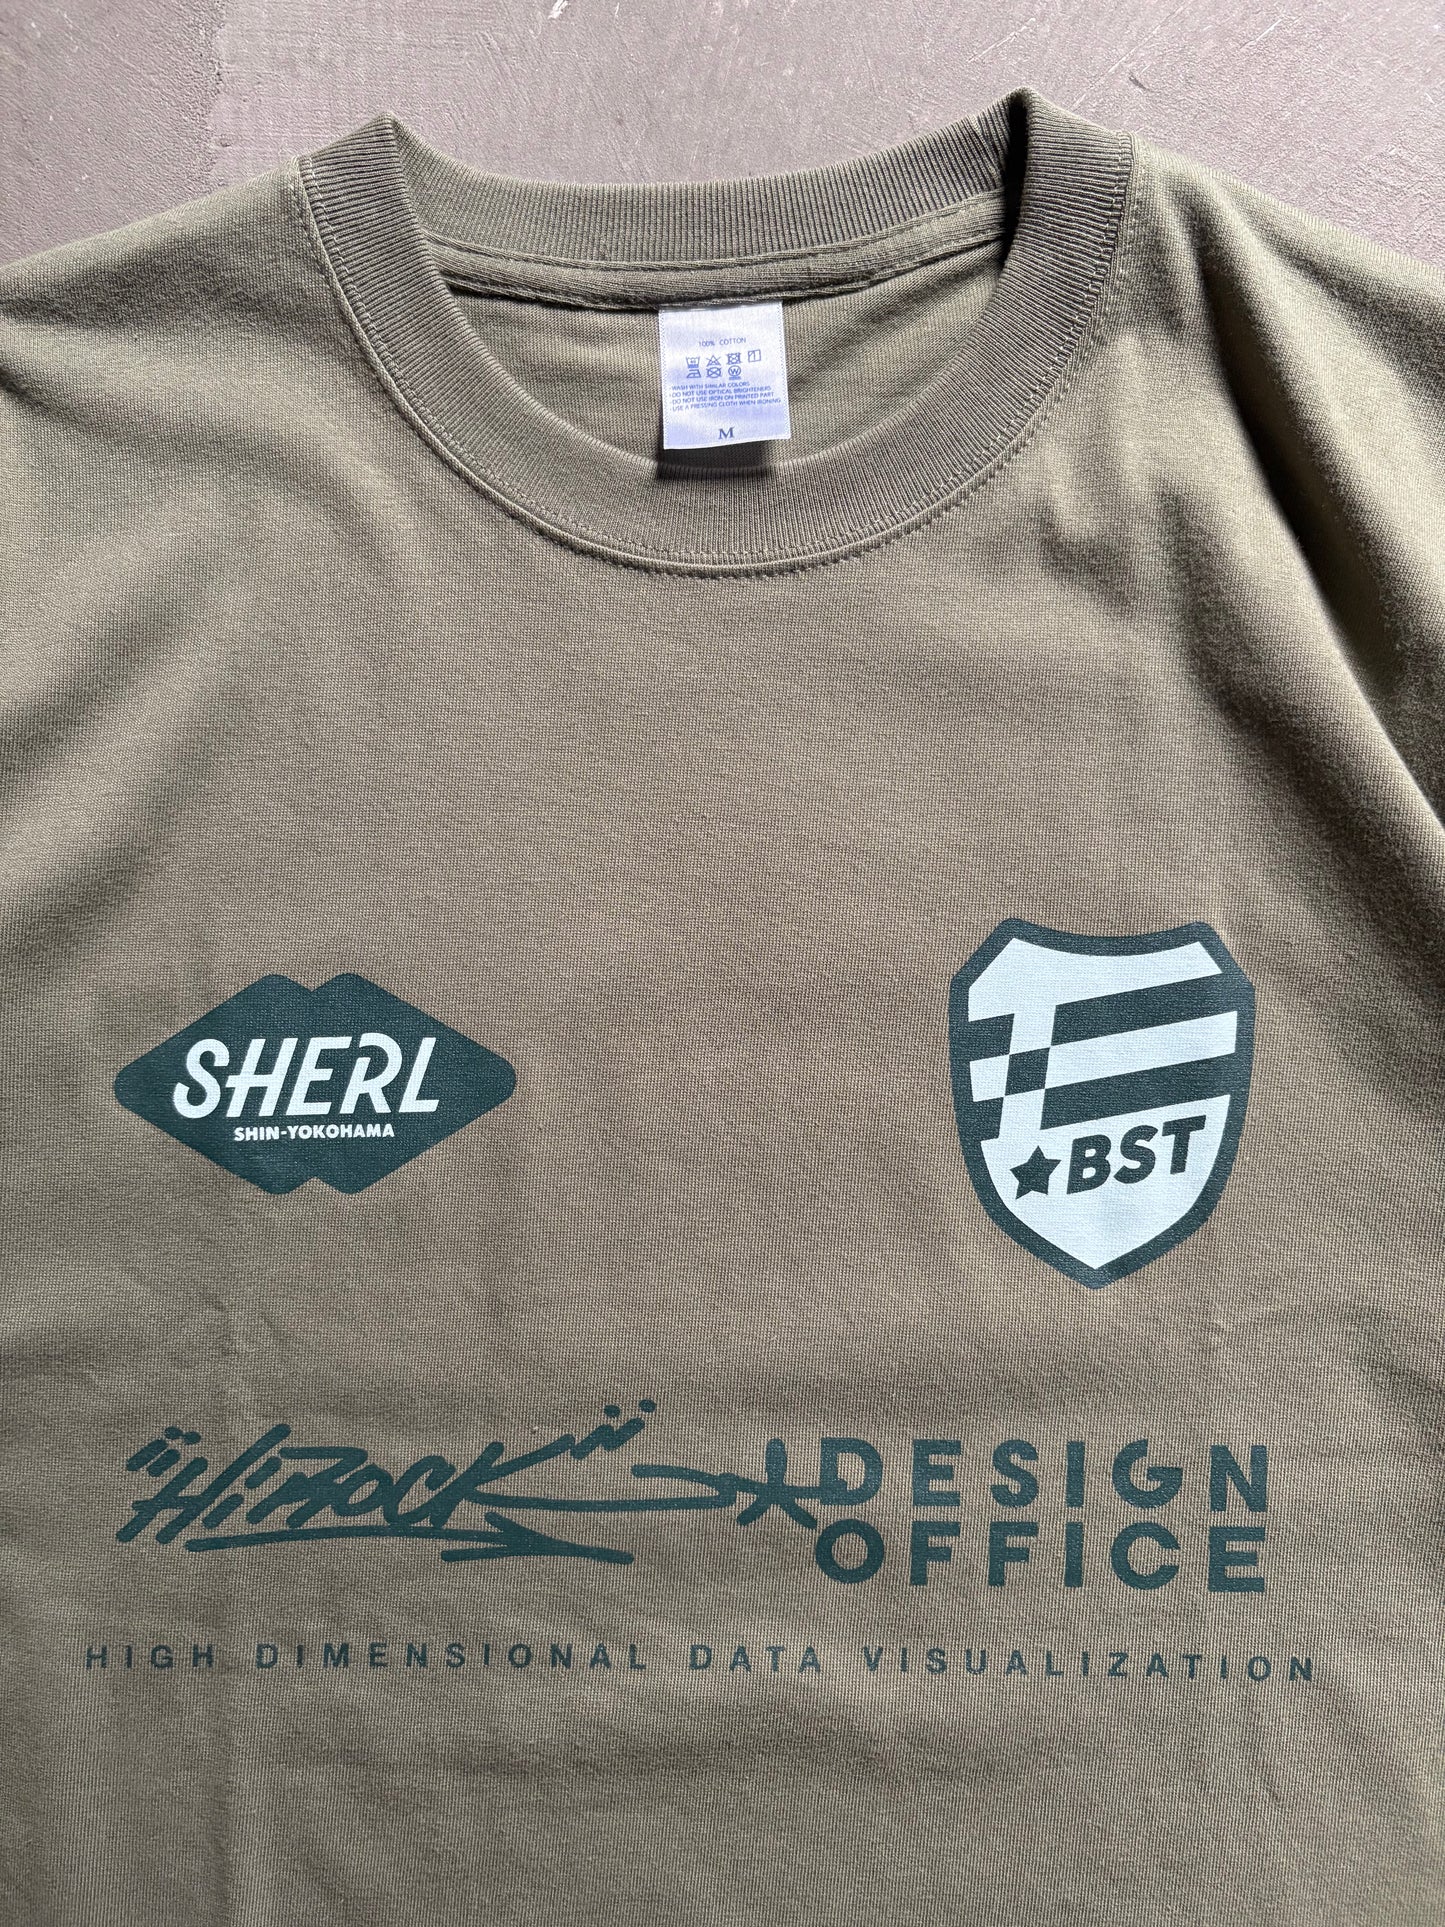 100% COTTON
WASH WITH SIMILAR COLORS
DO NOT USE OPTICAL BRIGHTENERS
DO NOT USE IRON ON PRINTED PART
USE A PRESSING CLOTH WHEN IRONING
M
SHERL
SHIN-YOKOHAMA
BST
HIROCK
DESIGN
OFFICE
HIGH DIMENSIONAL DATA VISUALIZATION